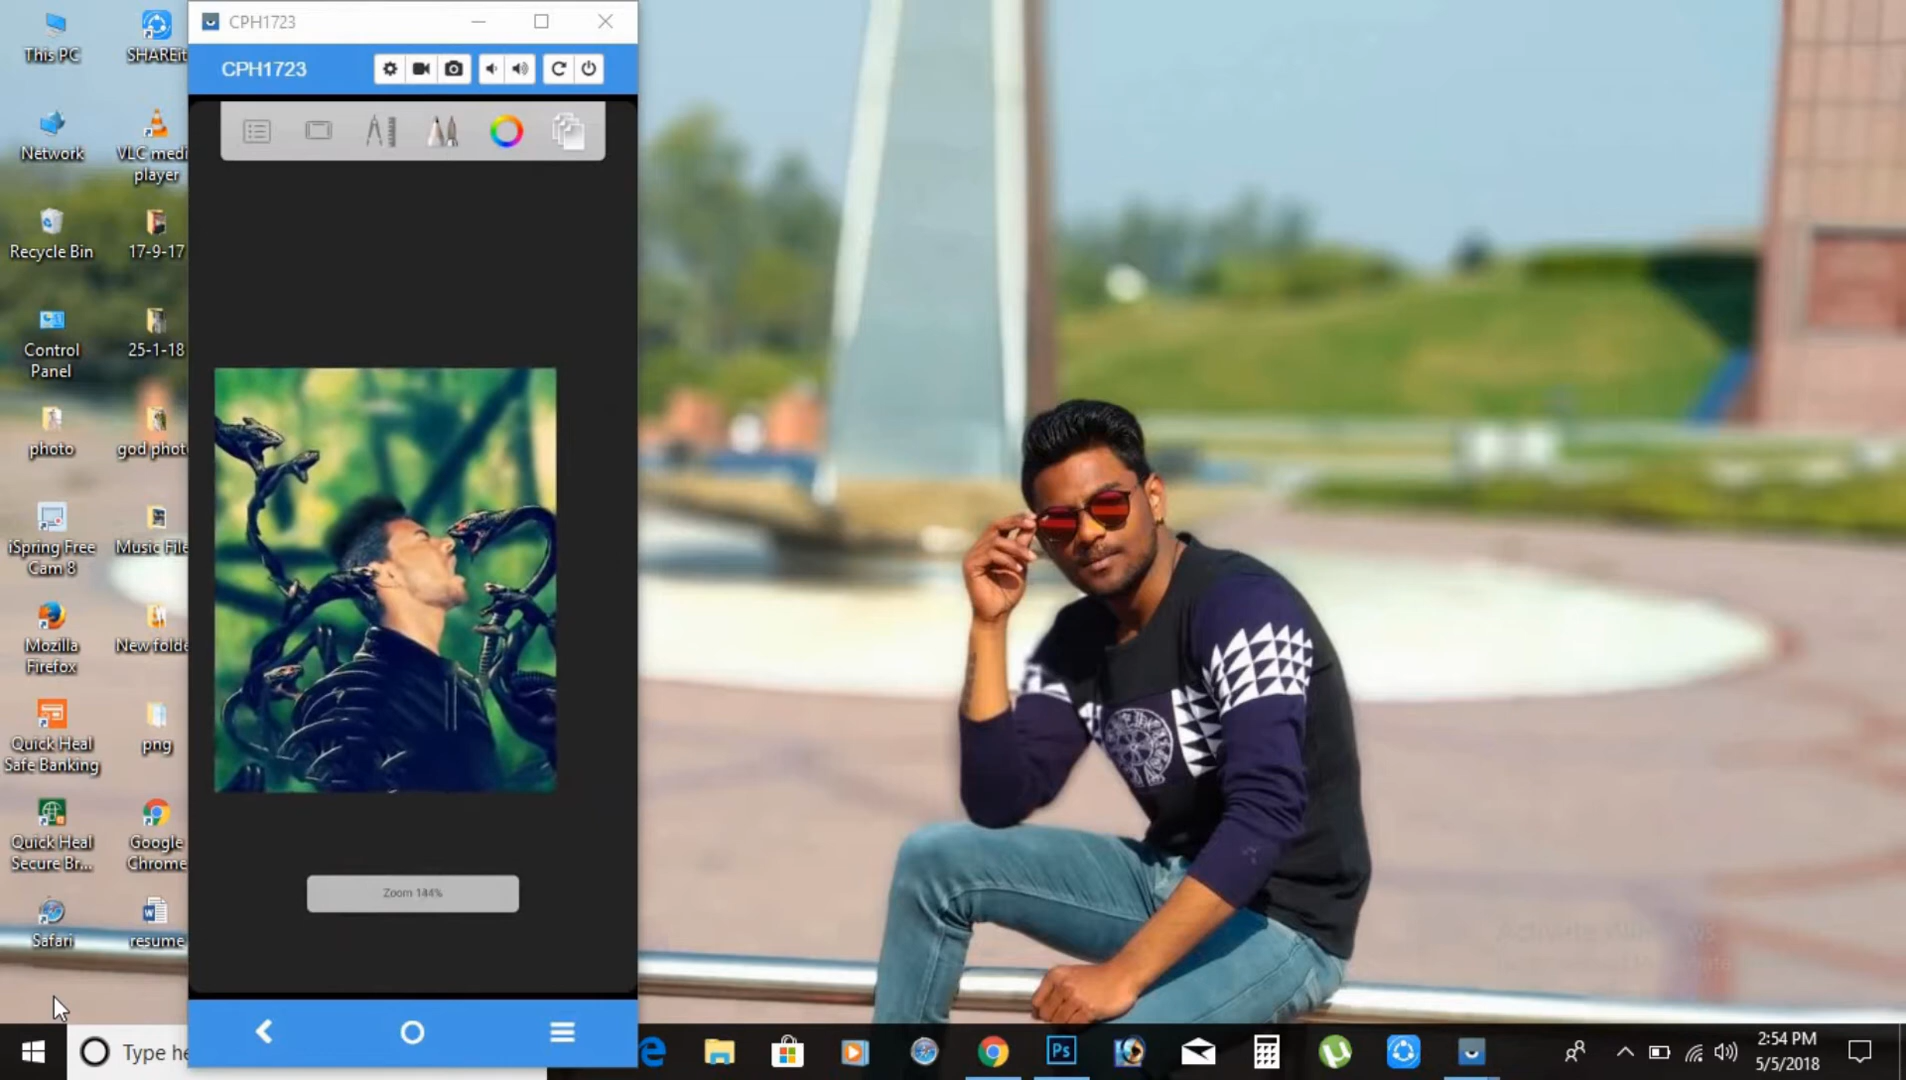 CPH1723
CPH1723
This PC
SHAREit
Network
VLC medi
player
Recycle Bin
17-9-17
Control
Panel
25-1-18
photo
god phot
iSpring Free
Cam 8
Music File
Mozilla
Firefox
New folde
Quick Heal
Safe Banking
png
Quick Heal
Secure Br...
Google
Chrome
Safari
resume
Zoom 144%
Type he
Ps
2:54 PM
5/5/2018